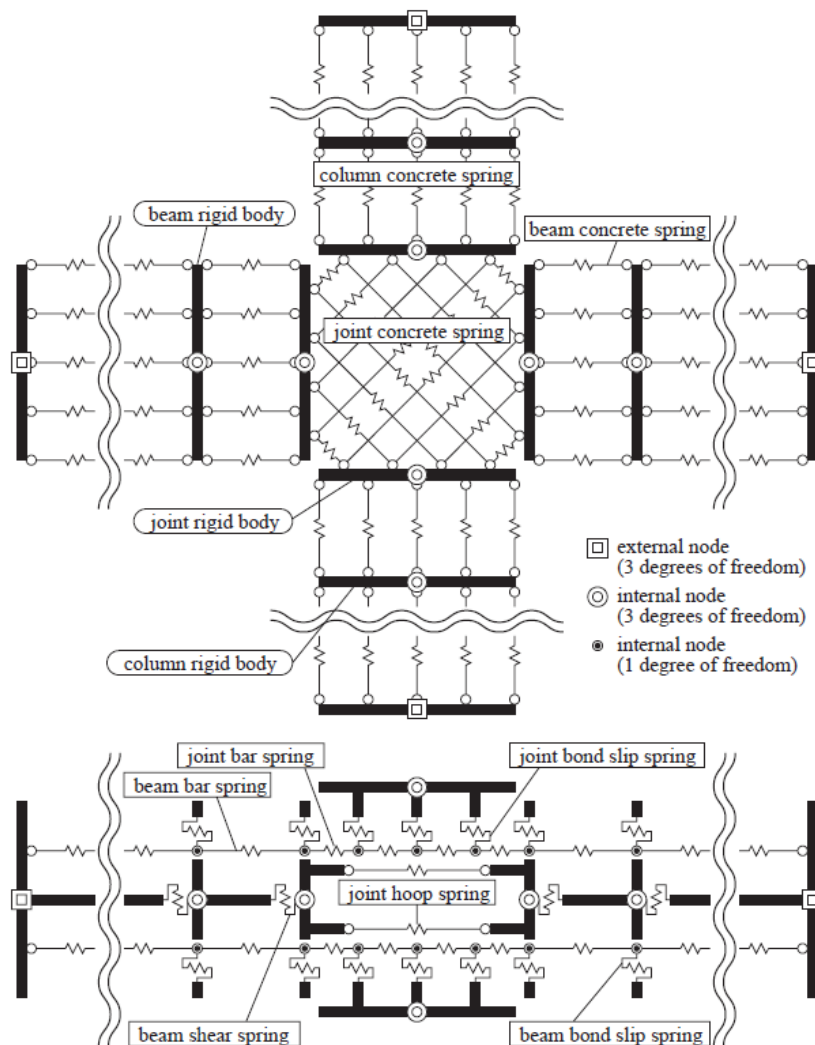 column concrete spring
beam rigid body
beam concrete spring
joint concrete spring
joint rigid body
external node
(3 degrees of freedom)
internal node
(3 degrees of freedom)
column rigid body
internal node
(1 degree of freedom)
joint bar spring
joint bond slip spring
beam bar spring
joint hoop spring
beam shear spring
beam bond slip spring